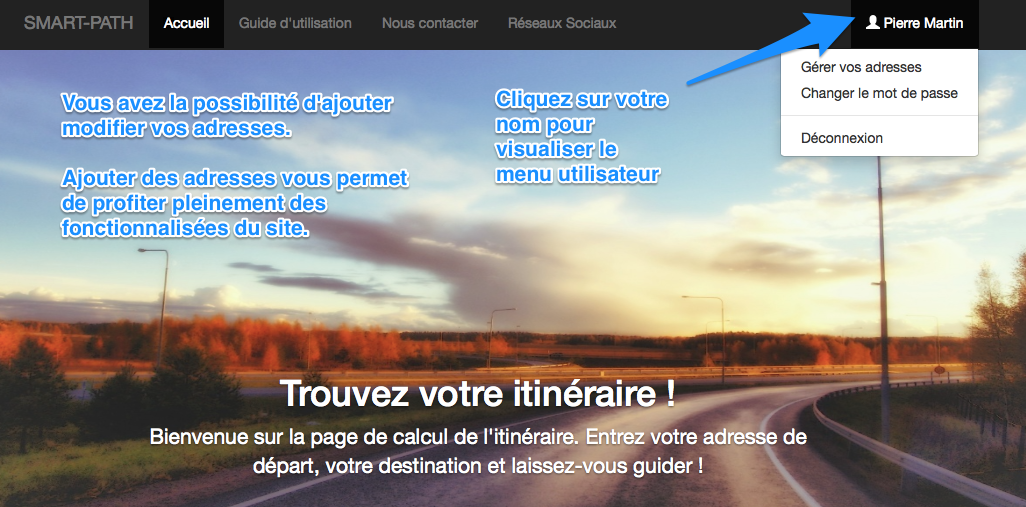 SMART-PATH Accueil Guide d'utilisation Nous contacter Réseaux Sociaux Pierre Martin
Gérer vos adresses
Changer le mot de passe
Déconnexion
Vous avez la possibilité d'ajouter
modifier vos adresses.
Ajouter des adresses vous permet
de profiter pleinement des
fonctionnalisées du site.
Cliquez sur votre
nom pour
visualiser le
menu utilisateur
Trouvez votre itinéraire !
Bienvenue sur la page de calcul de l'itinéraire. Entrez votre adresse de
départ, votre destination et laissez-vous guider !